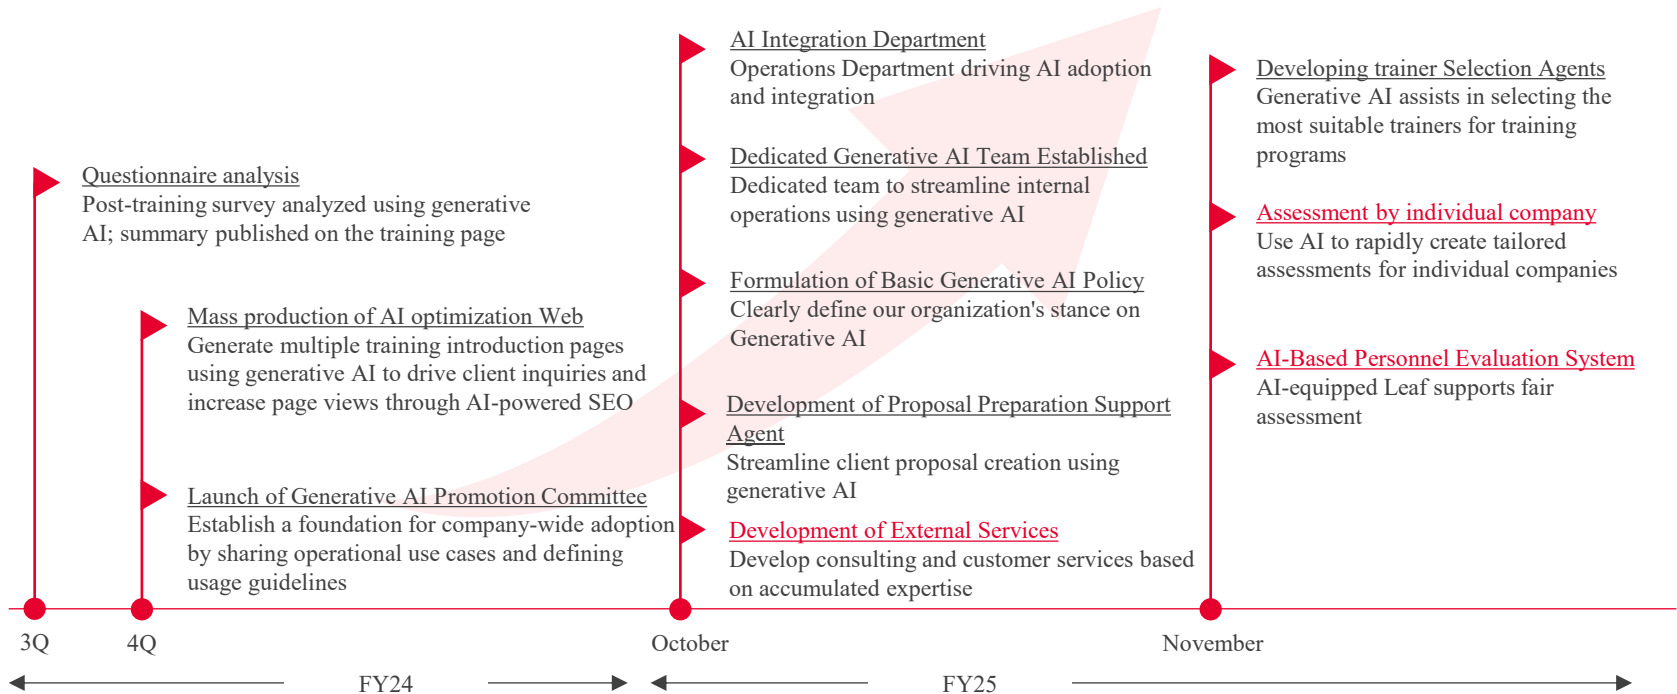 Questionnaire analysis
Post-training survey analyzed using generative
AI; summary published on the training page
Mass production of AI optimization Web
Generate multiple training introduction pages
using generative AI to drive client inquiries and
increase page views through AI-powered SEO
Launch of Generative AI Promotion Committee
Establish a foundation for company-wide adoption
by sharing operational use cases and defining
usage guidelines
AI Integration Department
Operations Department driving AI adoption
and integration
Dedicated Generative AI Team Established
Dedicated team to streamline internal
operations using generative AI
Formulation of Basic Generative AI Policy
Clearly define our organization's stance on
Generative AI
Development of Proposal Preparation Support
Agent
Streamline client proposal creation using
generative AI
Development of External Services
Develop consulting and customer services based
on accumulated expertise
Developing trainer Selection Agents
Generative AI assists in selecting the
most suitable trainers for training
programs
Assessment by individual company
Use AI to rapidly create tailored
assessments for individual companies
AI-Based Personnel Evaluation System
AI-equipped Leaf supports fair
assessment
3Q
4Q
October
November
FY24
FY25